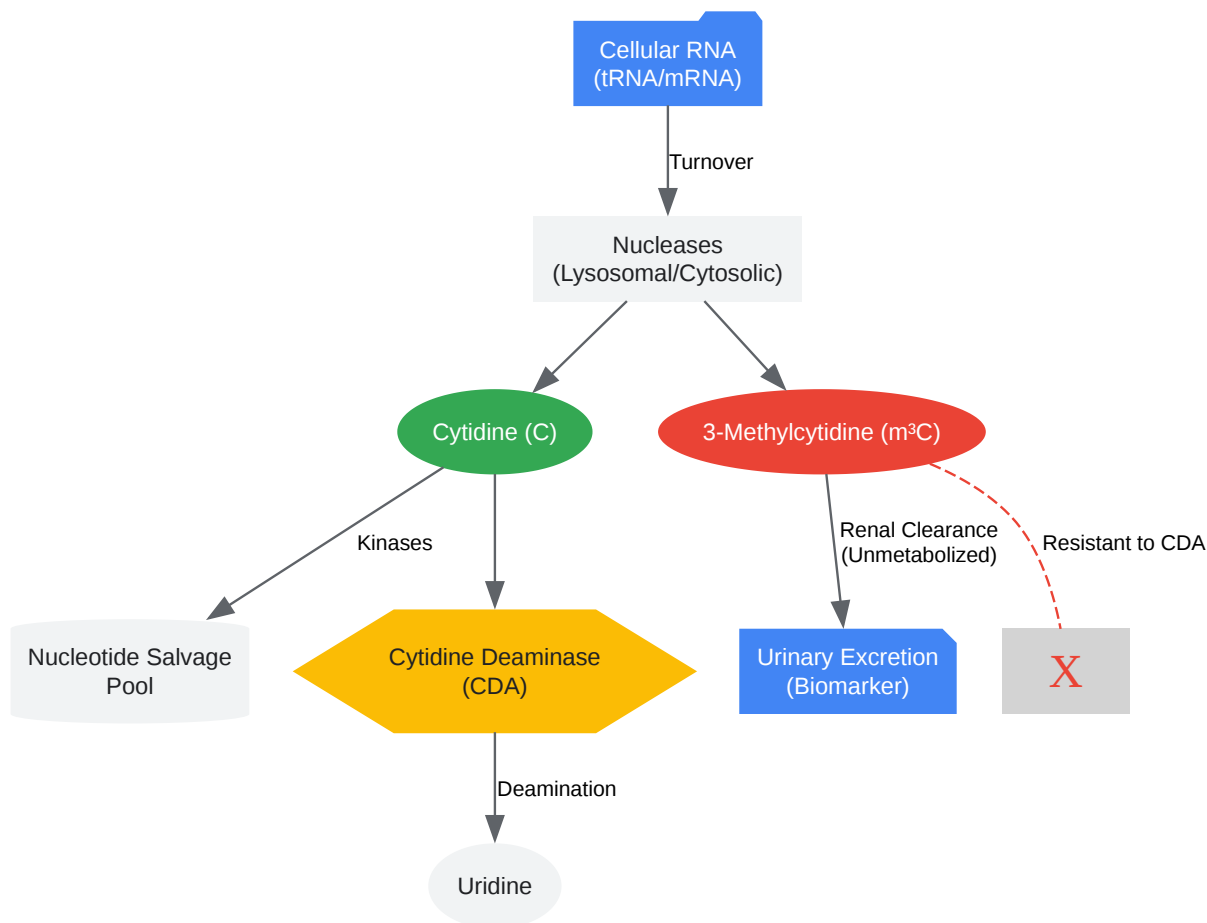 Cellular RNA
(tRNA/mRNA)
Turnover
Nucleases
(Lysosomal/Cytosolic)
Cytidine (C)
3-Methylcytidine (m³C)
Kinases
Renal Clearance
(Unmetabolized)
Resistant to CDA
Nucleotide Salvage
Pool
Cytidine Deaminase
(CDA)
Urinary Excretion
(Biomarker)
X
Deamination
Uridine